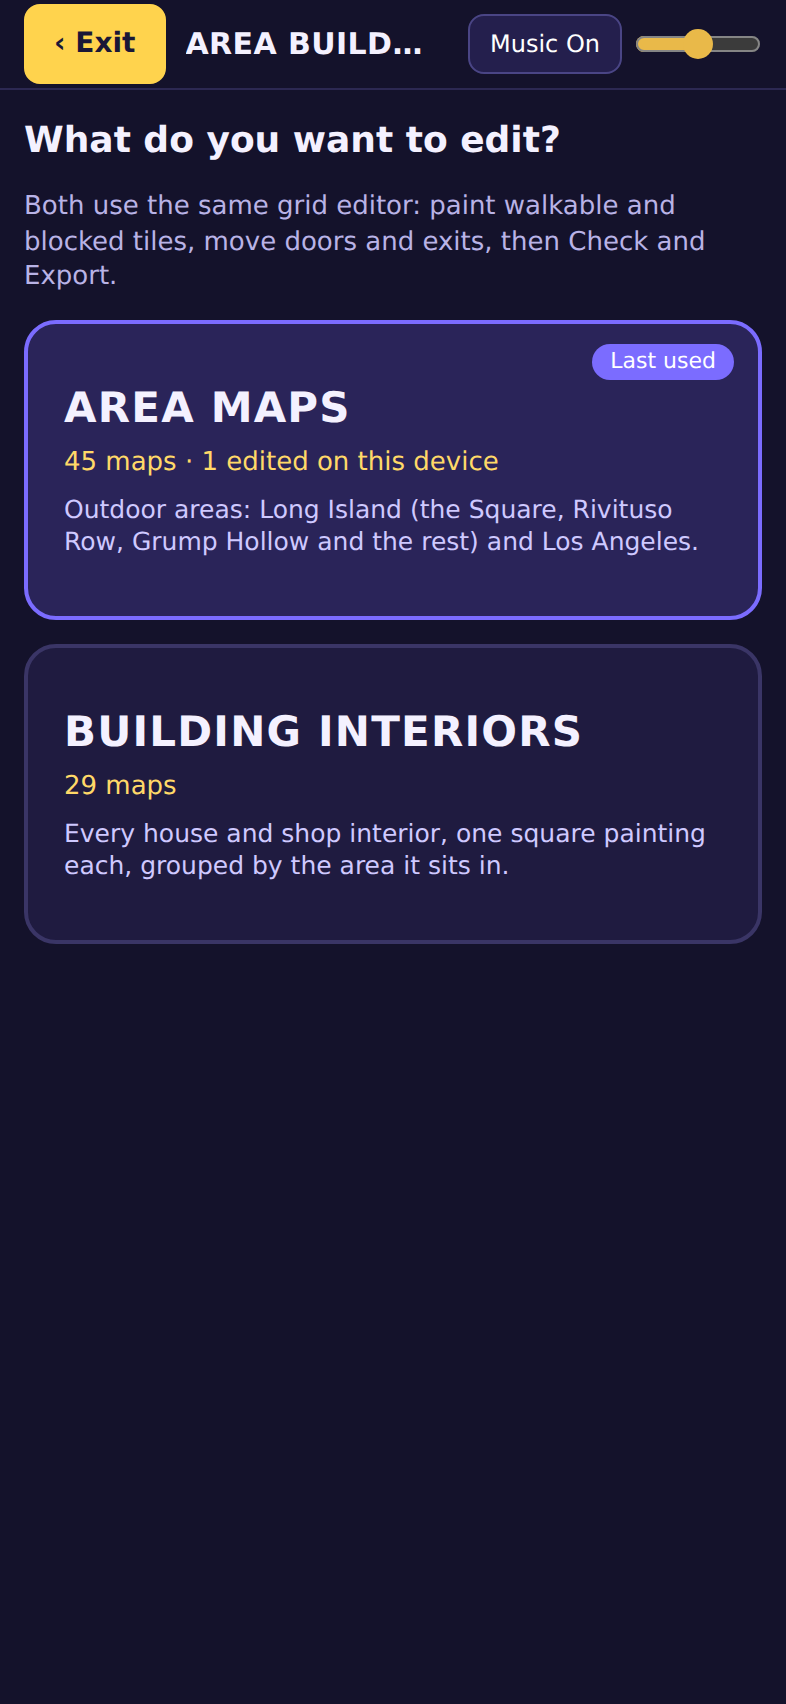 ‹ Exit
AREA BUILD…
Music On
What do you want to edit?
Both use the same grid editor: paint walkable and
blocked tiles, move doors and exits, then Check and
Export.
Last used
AREA MAPS
45 maps · 1 edited on this device
Outdoor areas: Long Island (the Square, Rivituso
Row, Grump Hollow and the rest) and Los Angeles.
BUILDING INTERIORS
29 maps
Every house and shop interior, one square painting
each, grouped by the area it sits in.